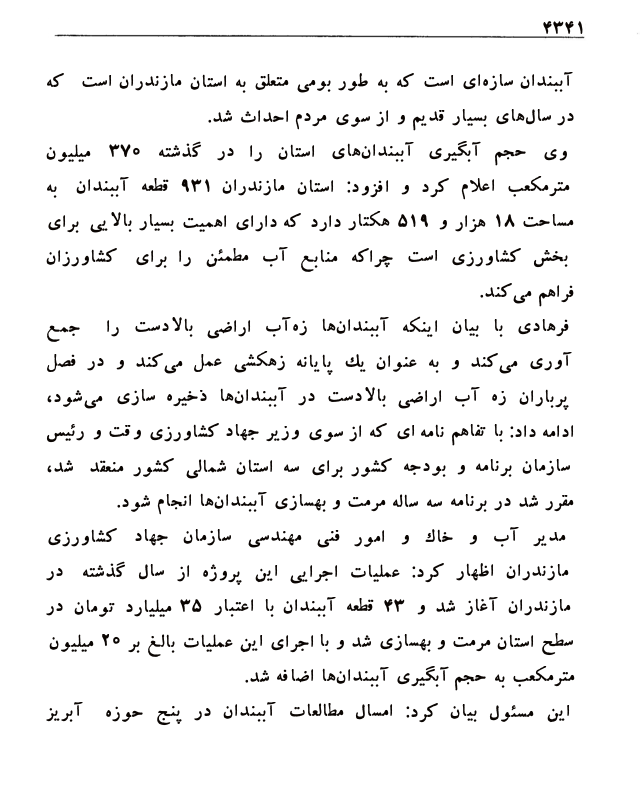 ۴۳۴۱
آببندان سازه‌ای است که به طور بومی متعلق به استان مازندران است که
در سال‌های بسیار قدیم و از سوی مردم احداث شد.
وی حجم آبگیری آببندان‌های استان را در گذشته ۳۷۰ میلیون
مترمکعب اعلام کرد و افزود: استان مازندران ۹۳۱ قطعه آببندان به
مساحت ۱۸ هزار و ۵۱۹ هکتار دارد که دارای اهمیت بسیار بالایی برای
بخش کشاورزی است چراکه منابع آب مطمئن را برای کشاورزان
فراهم می‌کند.
فرهادی با بیان اینکه آببندان‌ها زه‌آب اراضی بالادست را جمع
آوری می‌کند و به عنوان یك پایانه زهکشی عمل می‌کند و در فصل
پرباران زه آب اراضی بالادست در آببندان‌ها ذخیره سازی می‌شود،
ادامه داد: با تفاهم نامه ای که از سوی وزیر جهاد کشاورزی وقت و رئیس
سازمان برنامه و بودجه کشور برای سه استان شمالی کشور منعقد شد،
مقرر شد در برنامه سه ساله مرمت و بهسازی آببندان‌ها انجام شود.
مدیر آب و خاك و امور فنی مهندسی سازمان جهاد کشاورزی
مازندران اظهار کرد: عملیات اجرایی این پروژه از سال گذشته در
مازندران آغاز شد و ۴۳ قطعه آببندان با اعتبار ۳۵ میلیارد تومان در
سطح استان مرمت و بهسازی شد و با اجرای این عملیات بالغ بر ۲۰ میلیون
مترمکعب به حجم آبگیری آببندان‌ها اضافه شد.
این مسئول بیان کرد: امسال مطالعات آببندان در پنج حوزه آبریز